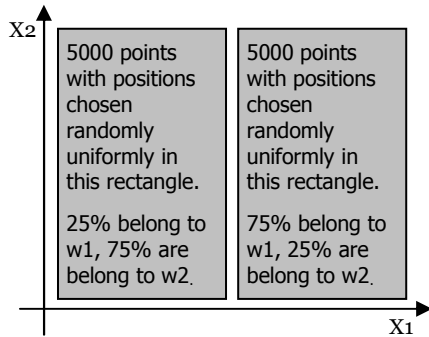 X2
5000 points
with positions
chosen
randomly
uniformly in
this rectangle.
25% belong to
w1, 75% are
belong to w2.
5000 points
with positions
chosen
randomly
uniformly in
this rectangle.
75% belong to
w1, 25% are
belong to w2.
X1